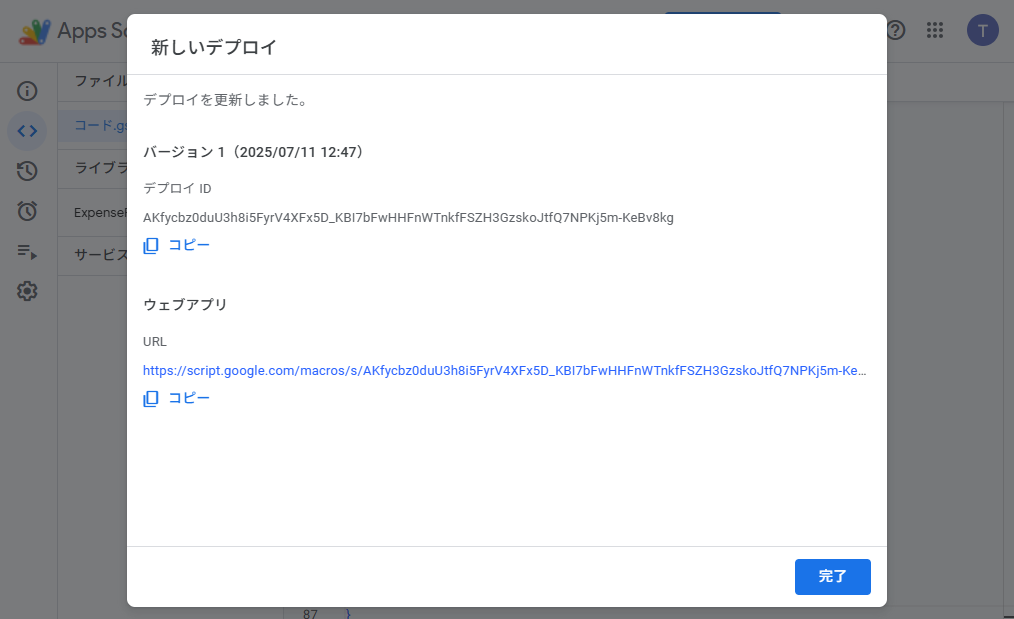 Apps Sc
T
新しいデプロイ
ファイル
デプロイを更新しました。
コード.gs
バージョン 1（2025/07/11 12:47）
ライブラ
デプロイ ID
ExpenseF
AKfycbz0duU3h8i5FyrV4XFx5D_KBI7bFwHHFnWTnkfFSZH3GzskoJtfQ7NPKj5m-KeBv8kg
コピー
サービス
ウェブアプリ
URL
https://script.google.com/macros/s/AKfycbz0duU3h8i5FyrV4XFx5D_KBI7bFwHHFnWTnkfFSZH3GzskoJtfQ7NPKj5m-Ke...
コピー
完了
87 }